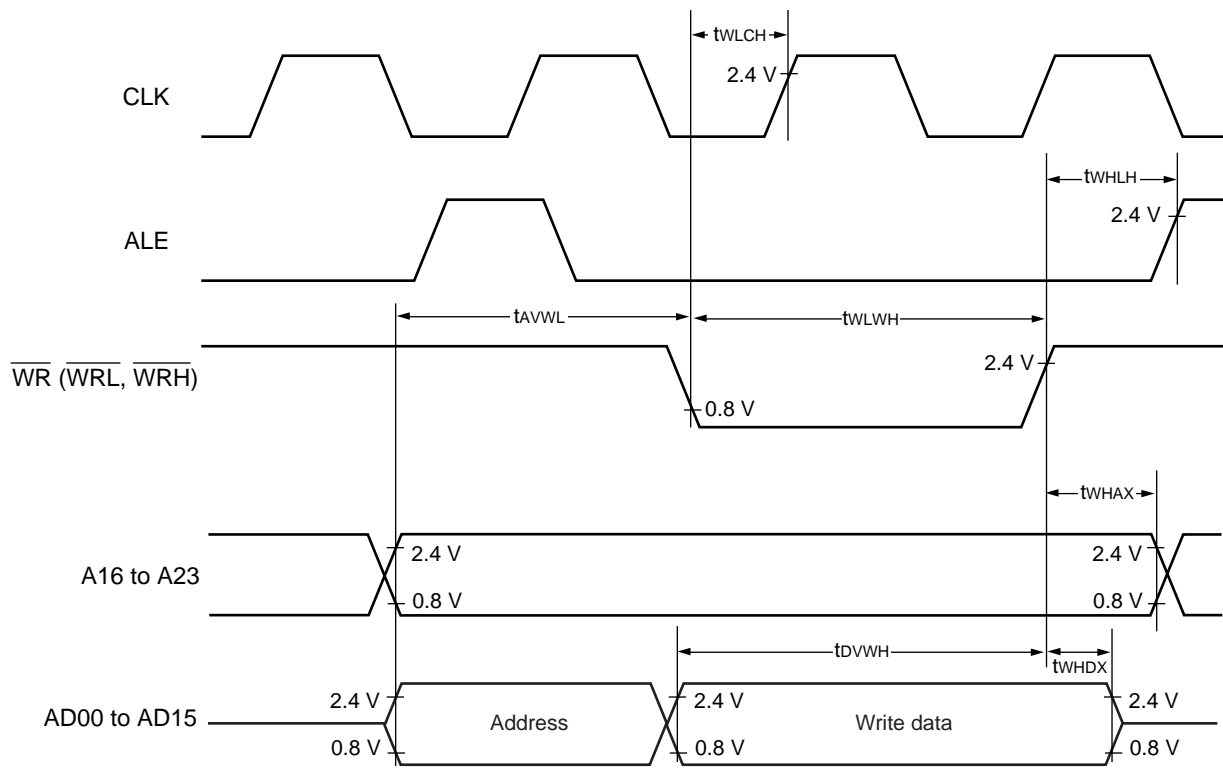 tWLCH
2.4 V
CLK
tWHLH
2.4 V
ALE
tAVWL
tWLWH
WR (WRL, WRH)
2.4 V
0.8 V
tWHAX
2.4 V
2.4 V
A16 to A23
0.8 V
0.8 V
tDVWH
tWHDX
2.4 V
2.4 V
2.4 V
AD00 to AD15
Address
Write data
0.8 V
0.8 V
0.8 V